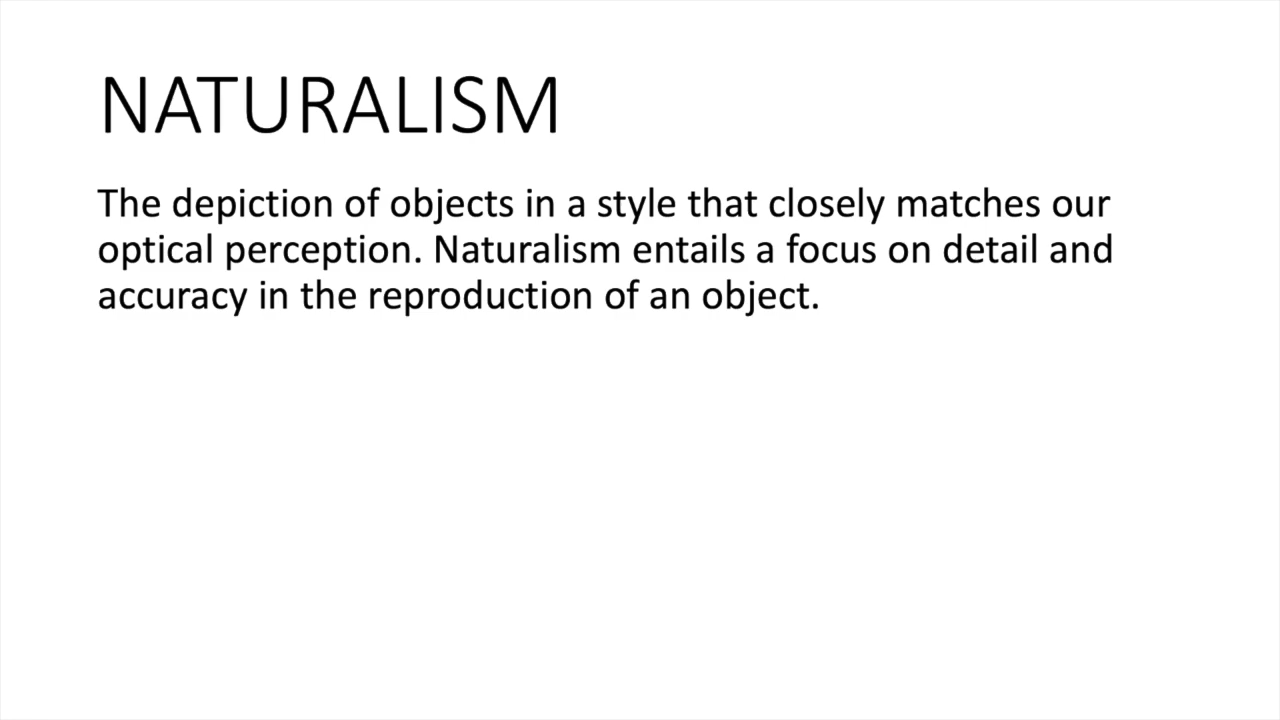 NATURALISM
The depiction of objects in a style that closely matches our
optical perception. Naturalism entails a focus on detail and
accuracy in the reproduction of an object.